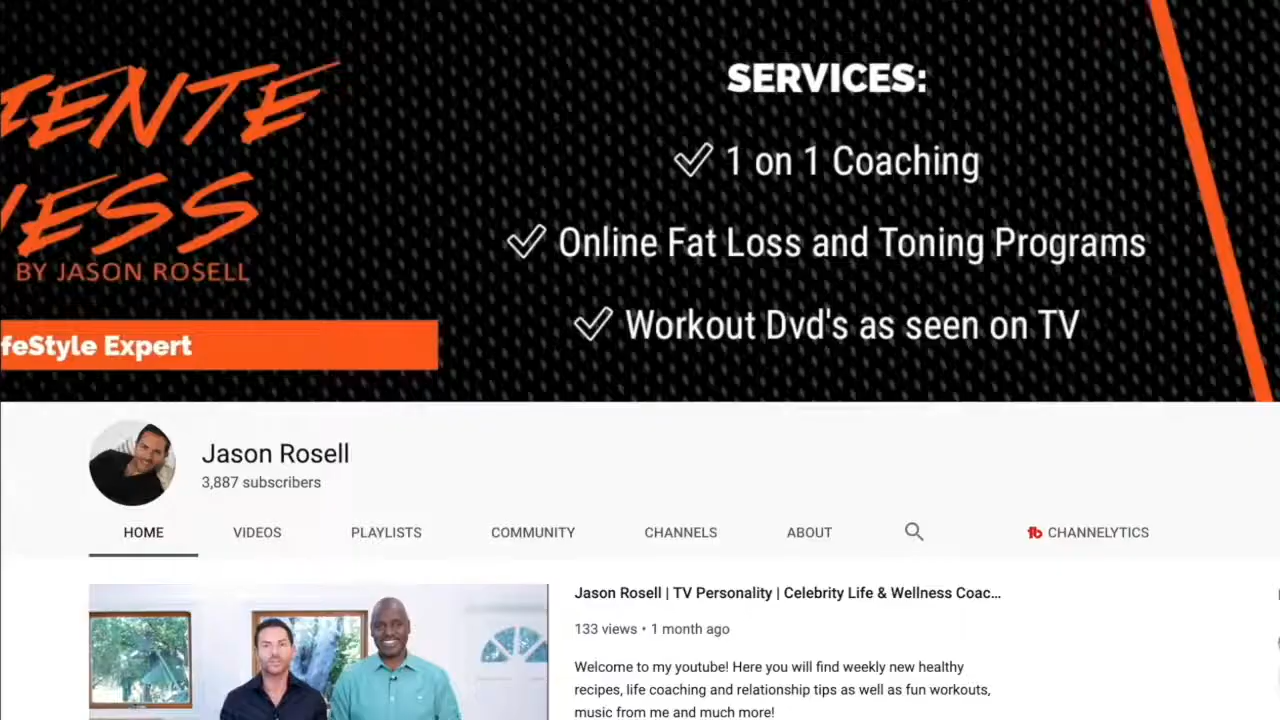 IENTE
NESS
BY JASON ROSELL
feStyle Expert
SERVICES:
1 on 1 Coaching
Online Fat Loss and Toning Programs
Workout Dvd's as seen on TV
Jason Rosell
3,887 subscribers
HOME VIDEOS PLAYLISTS COMMUNITY CHANNELS ABOUT tb CHANNELYTICS
Jason Rosell | TV Personality | Celebrity Life & Wellness Coac...
133 views • 1 month ago
Welcome to my youtube! Here you will find weekly new healthy
recipes, life coaching and relationship tips as well as fun workouts,
music from me and much more!